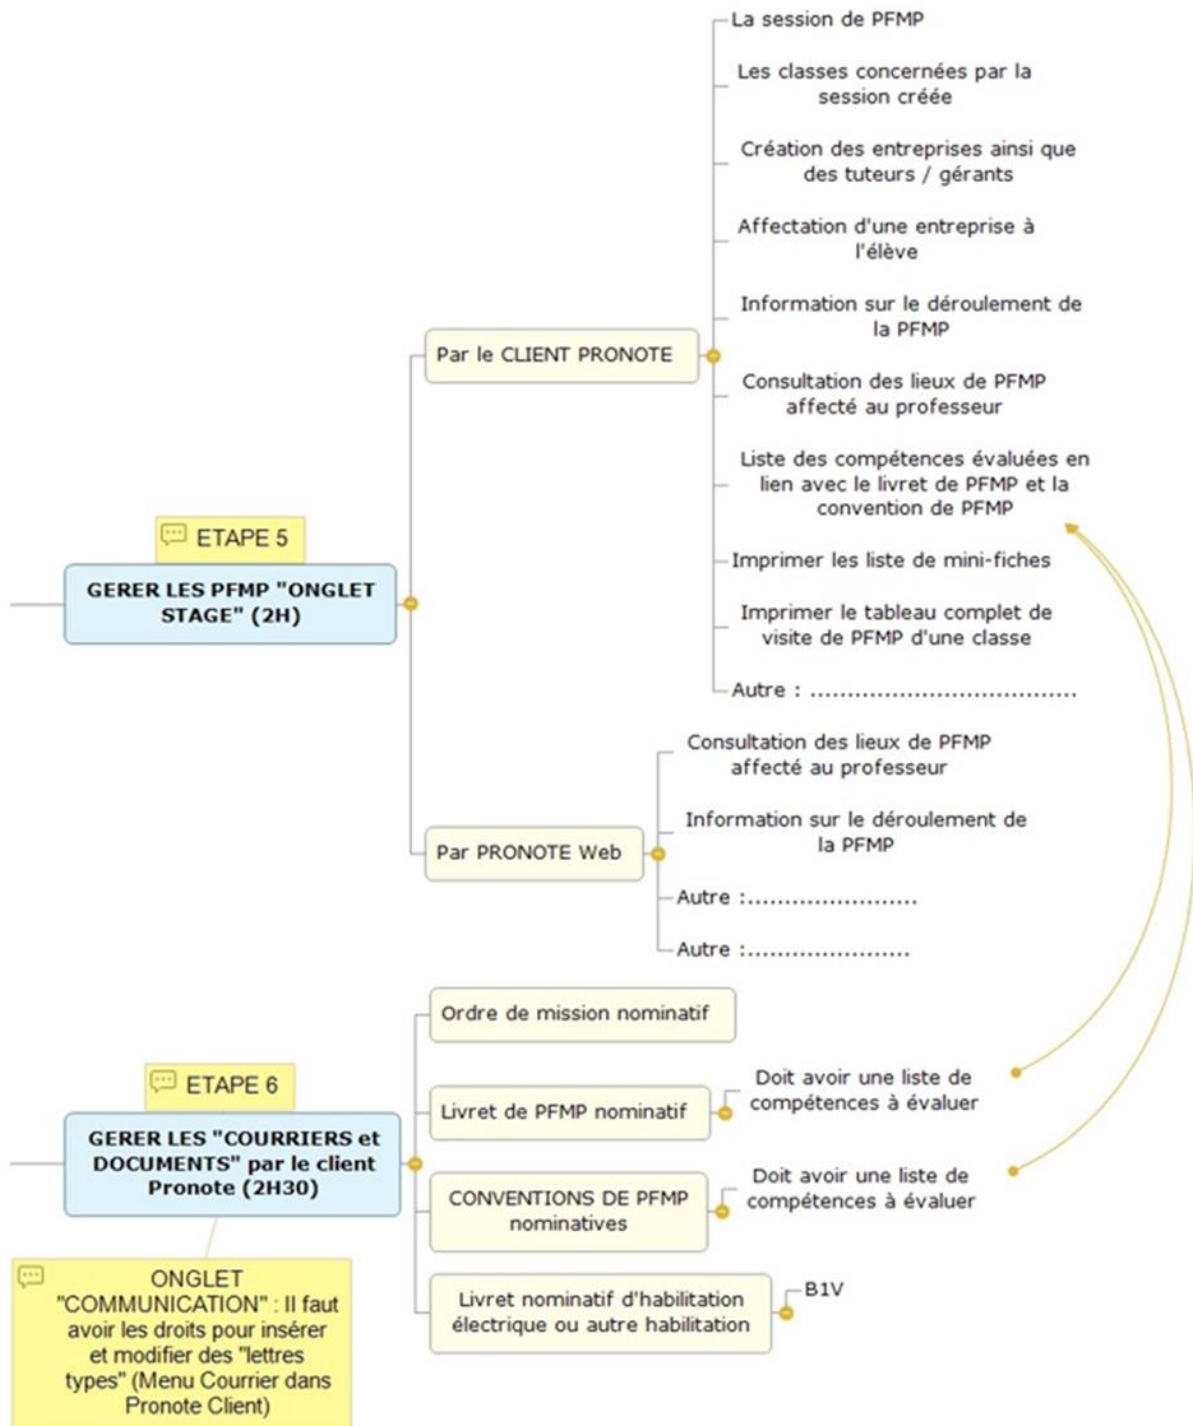 La session de PFMP
Les classes concernées par la
session créée
Création des entreprises ainsi que
des tuteurs / gérants
Affectation d'une entreprise à
l'élève
Information sur le déroulement de
la PFMP
Par le CLIENT PRONOTE
Consultation des lieux de PFMP
affecté au professeur
Liste des compétences évaluées en
lien avec le livret de PFMP et la
convention de PFMP
Imprimer les liste de mini-fiches
Imprimer le tableau complet de
visite de PFMP d'une classe
Autre : ....................................
ETAPE 5
GERER LES PFMP "ONGLET
STAGE" (2H)
Consultation des lieux de PFMP
affecté au professeur
Information sur le déroulement de
la PFMP
Par PRONOTE Web
Autre :.......................
Autre :......................
Ordre de mission nominatif
ETAPE 6
GERER LES "COURRIERS et
DOCUMENTS" par le client
Pronote (2H30)
Livret de PFMP nominatif
Doit avoir une liste de
compétences à évaluer
CONVENTIONS DE PFMP
nominatives
Doit avoir une liste de
compétences à évaluer
Livret nominatif d'habilitation
électrique ou autre habilitation
B1V
ONGLET
"COMMUNICATION" : Il faut
avoir les droits pour insérer
et modifier des "lettres
types" (Menu Courrier dans
Pronote Client)